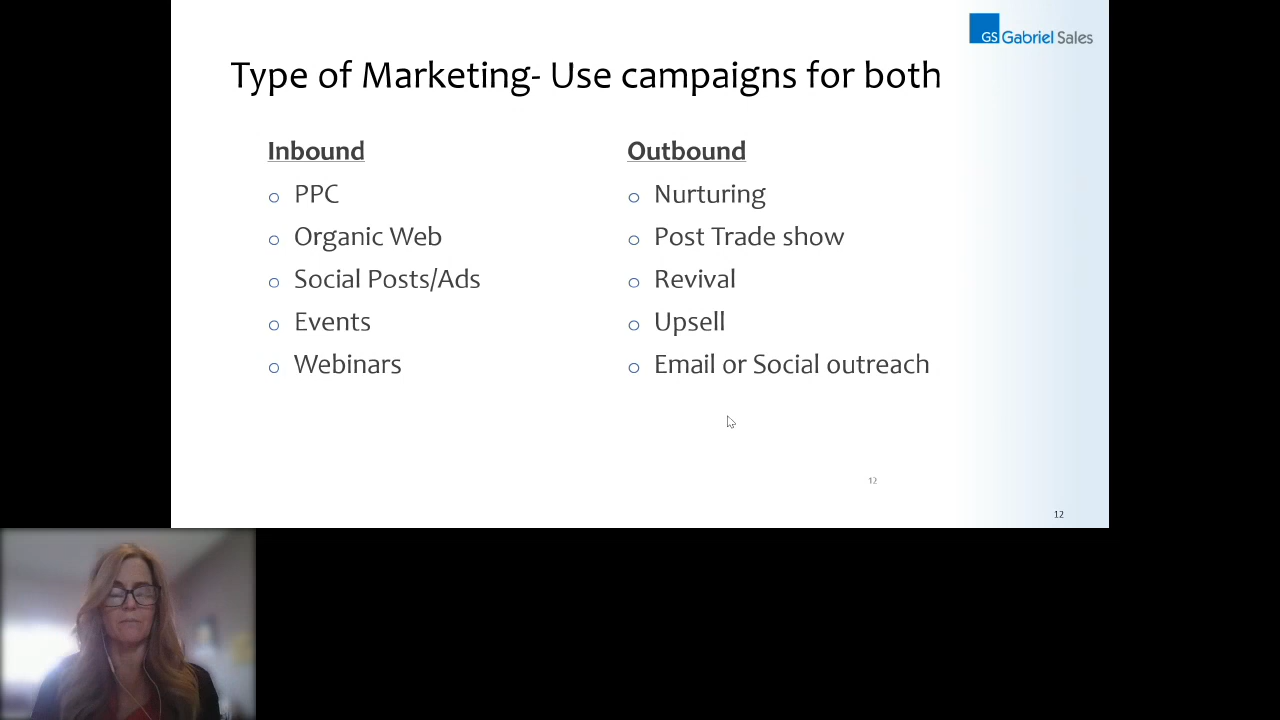 GS Gabriel Sales
Type of Marketing- Use campaigns for both
Inbound
o PPC
o Organic Web
o Social Posts/Ads
o Events
o Webinars
Outbound
o Nurturing
o Post Trade show
o Revival
o Upsell
o Email or Social outreach
12
12